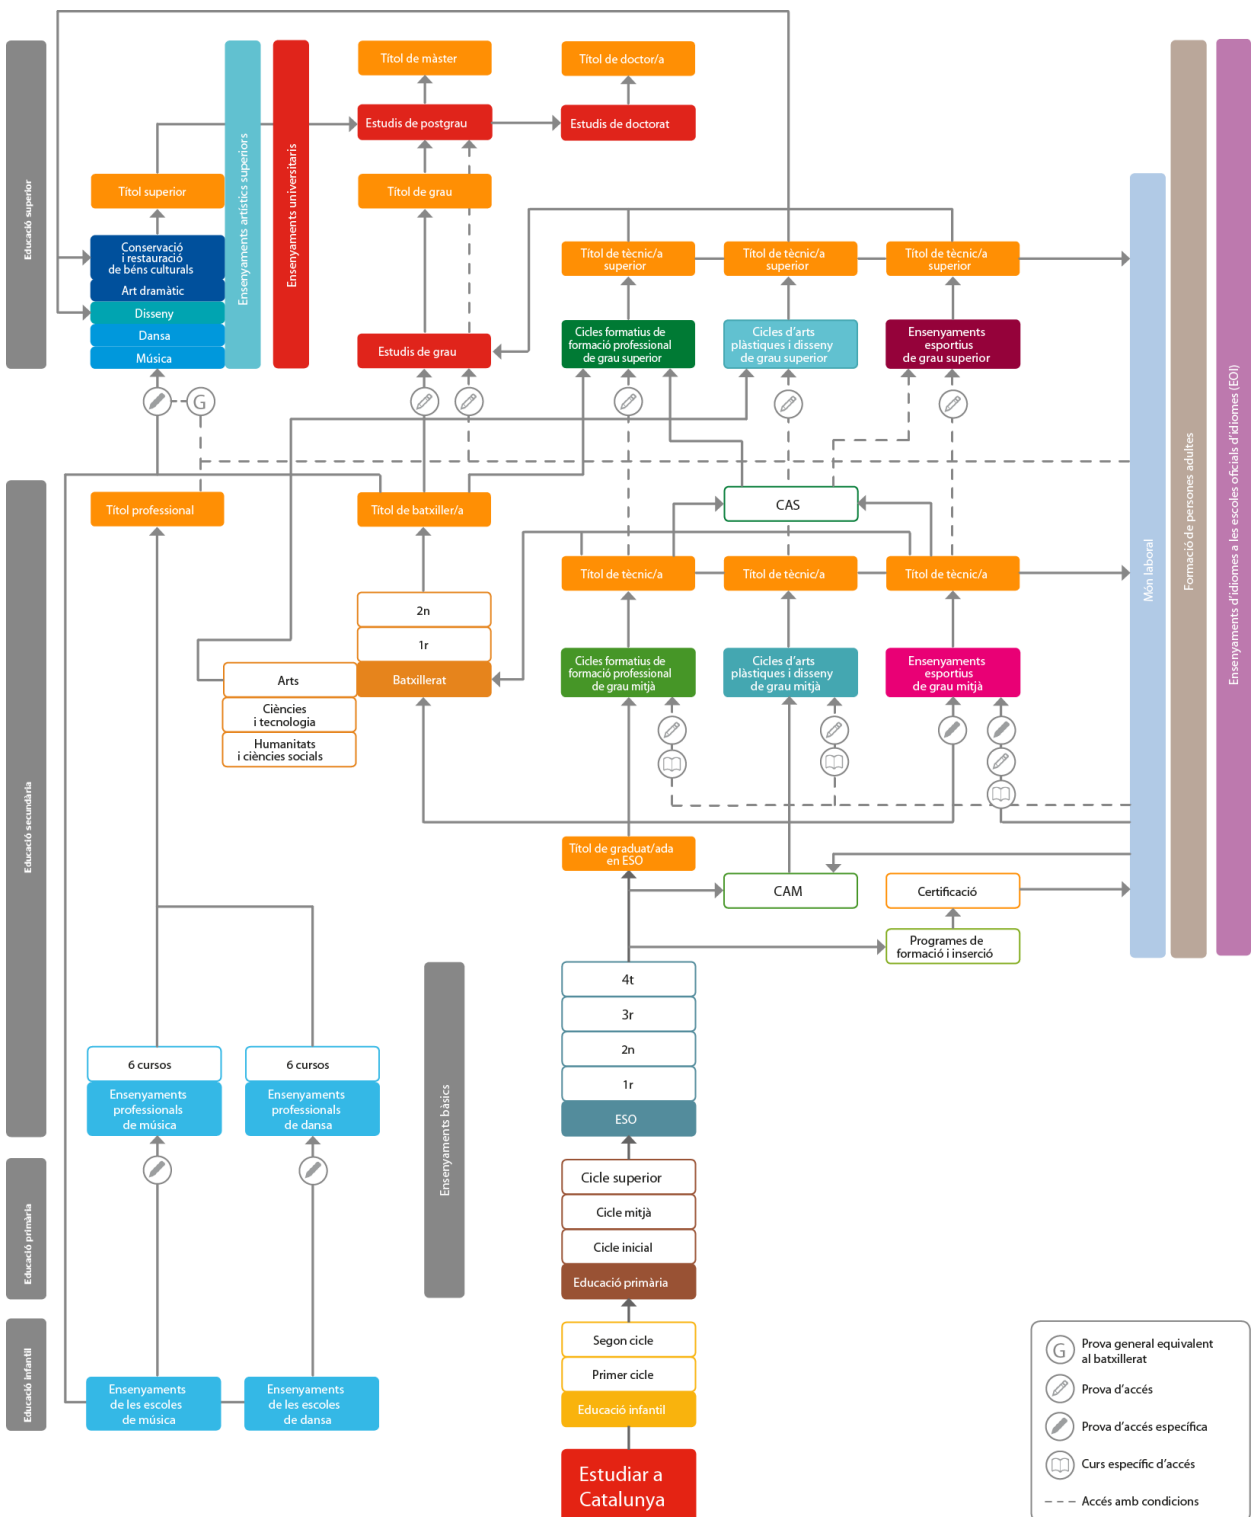 Títol de màster
Títol de doctor/a
Estudis de postgrau
Estudis de doctorat
Títol superior
Títol de grau
Conservació
i restauració
de béns culturals
Art dramàtic
Disseny
Dansa
Música
Ensenyaments artístics superiors
Ensenyaments universitaris
Educació superior
Títol de tècnic/a
superior
Títol de tècnic/a
superior
Títol de tècnic/a
superior
Estudis de grau
Cicles formatius de
formació professional
de grau superior
Cicles d'arts
plàstiques i disseny
de grau superior
Ensenyaments
esportius
de grau superior
G
Títol professional
Títol de batxiller/a
CAS
Títol de tècnic/a
Títol de tècnic/a
Títol de tècnic/a
2n
1r
Batxillerat
Arts
Ciències
i tecnologia
Humanitats
i ciències socials
Cicles formatius de
formació professional
de grau mitjà
Cicles d'arts
plàstiques i disseny
de grau mitjà
Ensenyaments
esportius
de grau mitjà
Món laboral
Formació de persones adultes
Ensenyaments d'idiomes a les escoles oficials d'idiomes (EOI)
Educació secundària
Títol de graduat/ada
en ESO
CAM
Certificació
Programes de
formació i inserció
4t
3r
2n
1r
ESO
6 cursos
Ensenyaments
professionals
de música
6 cursos
Ensenyaments
professionals
de dansa
Ensenyaments bàsics
Educació primària
Cicle superior
Cicle mitjà
Cicle inicial
Educació primària
Educació infantil
Segon cicle
Primer cicle
Educació infantil
Ensenyaments
de les escoles
de música
Ensenyaments
de les escoles
de dansa
Estudiar a
Catalunya
G
Prova general equivalent
al batxillerat
Prova d'accés
Prova d'accés específica
Curs específic d'accés
Accés amb condicions